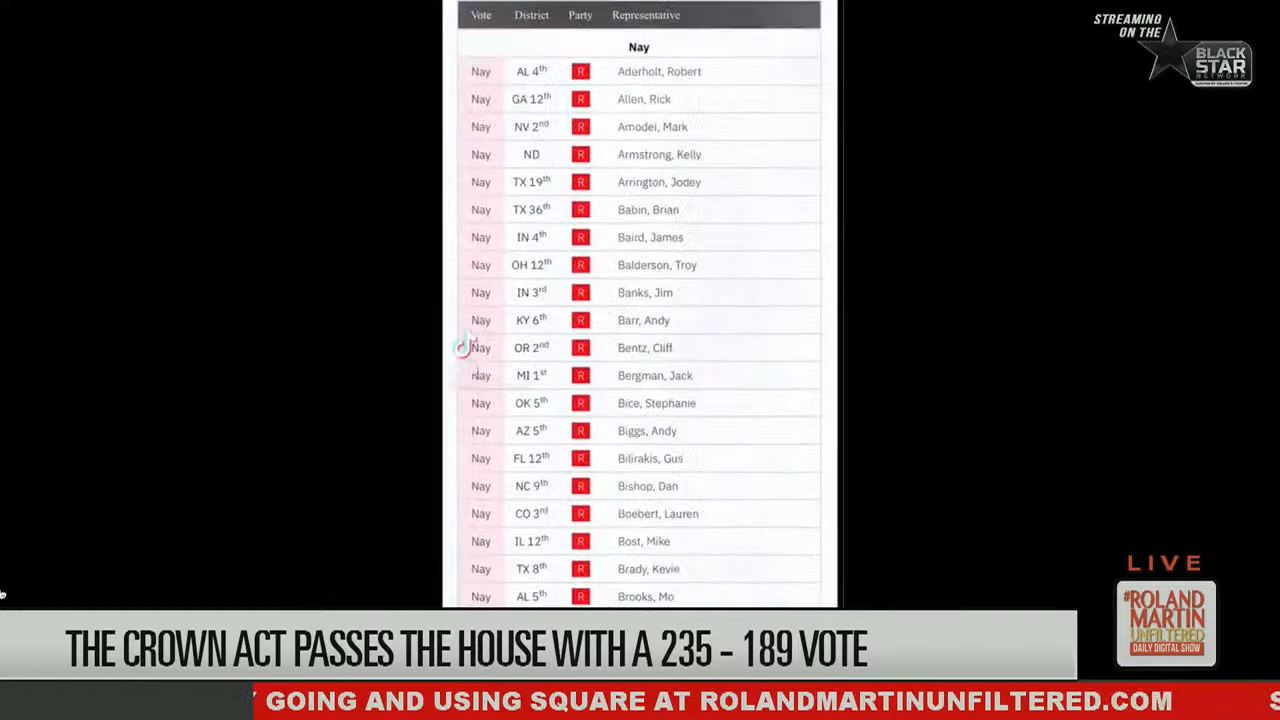 Vote District Party Representative
STREAMING
ON THE
BLACK
STAR
NETWORK
Nay
Nay AL 4th R Aderholt, Robert
Nay GA 12th R Allen, Rick
Nay NV 2nd R Amodei, Mark
Nay ND R Armstrong, Kelly
Nay TX 19th R Arrington, Jodey
Nay TX 36th R Babin, Brian
Nay IN 4th R Baird, James
Nay OH 12th R Balderson, Troy
Nay IN 3rd R Banks, Jim
Nay KY 6th R Barr, Andy
Nay OR 2nd R Bentz, Cliff
Nay MI 1st R Bergman, Jack
Nay OK 5th R Bice, Stephanie
Nay AZ 5th R Biggs, Andy
Nay FL 12th R Bilirakis, Gus
Nay NC 9th R Bishop, Dan
Nay CO 3rd R Boebert, Lauren
Nay IL 12th R Bost, Mike
Nay TX 8th R Brady, Kevie
Nay AL 5th R Brooks, Mo
LIVE
#ROLAND
MARTIN
UNFILTERED
DAILY DIGITAL SHOW
THE CROWN ACT PASSES THE HOUSE WITH A 235 - 189 VOTE
GOING AND USING SQUARE AT ROLANDMARTINUNFILTERED.COM